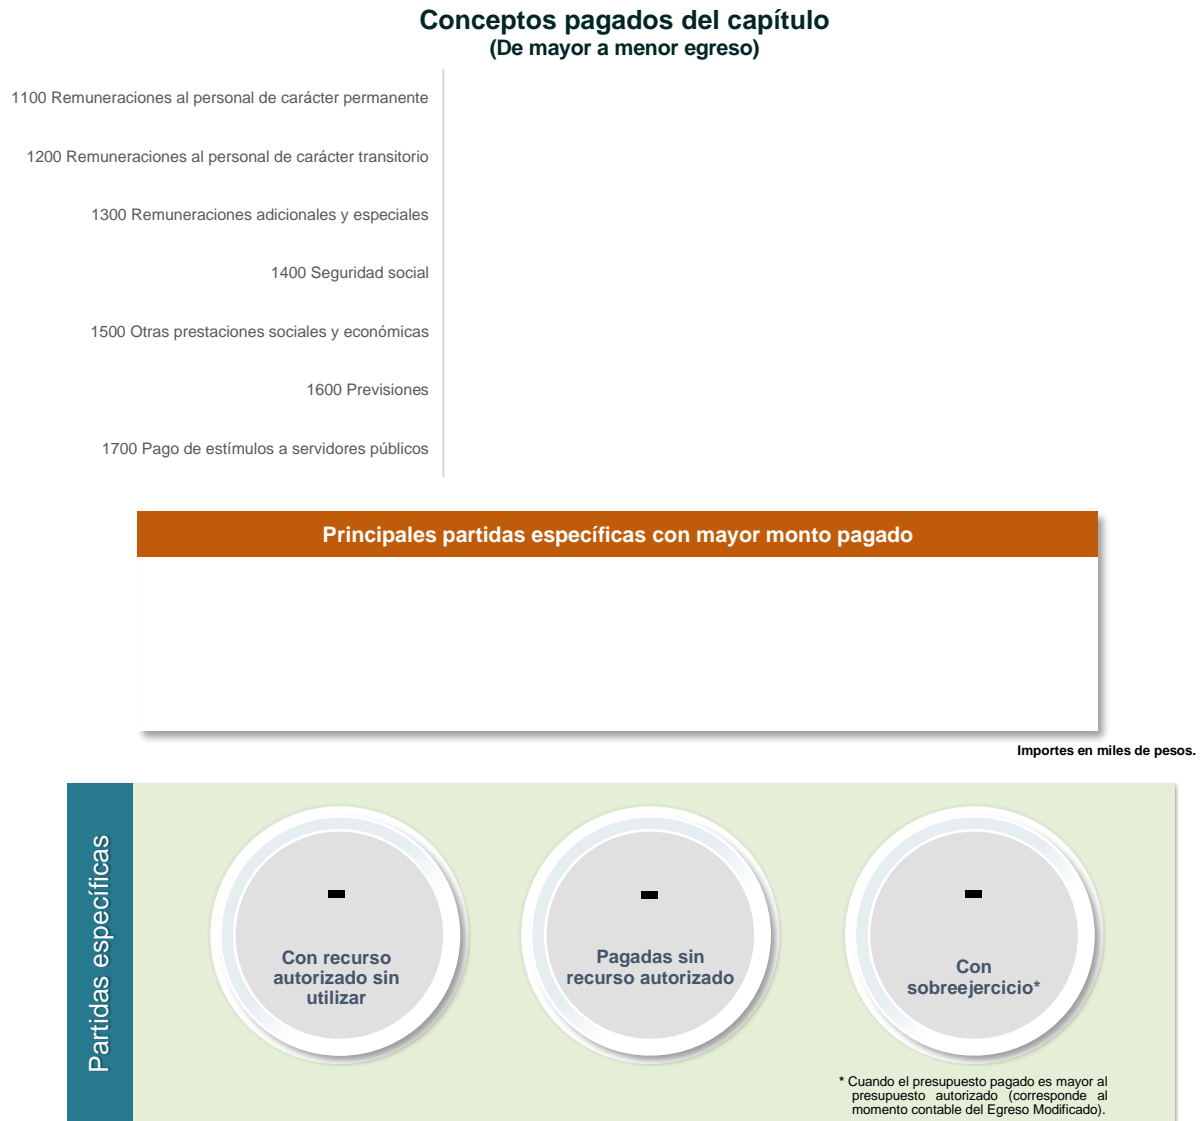 Conceptos pagados del capítulo
(De mayor a menor egreso)
1100 Remuneraciones al personal de carácter permanente
1200 Remuneraciones al personal de carácter transitorio
1300 Remuneraciones adicionales y especiales
1400 Seguridad social
1500 Otras prestaciones sociales y económicas
1600 Previsiones
1700 Pago de estímulos a servidores públicos
Principales partidas específicas con mayor monto pagado
Importes en miles de pesos.
Partidas específicas
-
Con recurso
autorizado sin
utilizar
-
Pagadas sin
recurso autorizado
-
Con
sobreejercicio*
* Cuando el presupuesto pagado es mayor al
presupuesto autorizado (corresponde al
momento contable del Egreso Modificado).